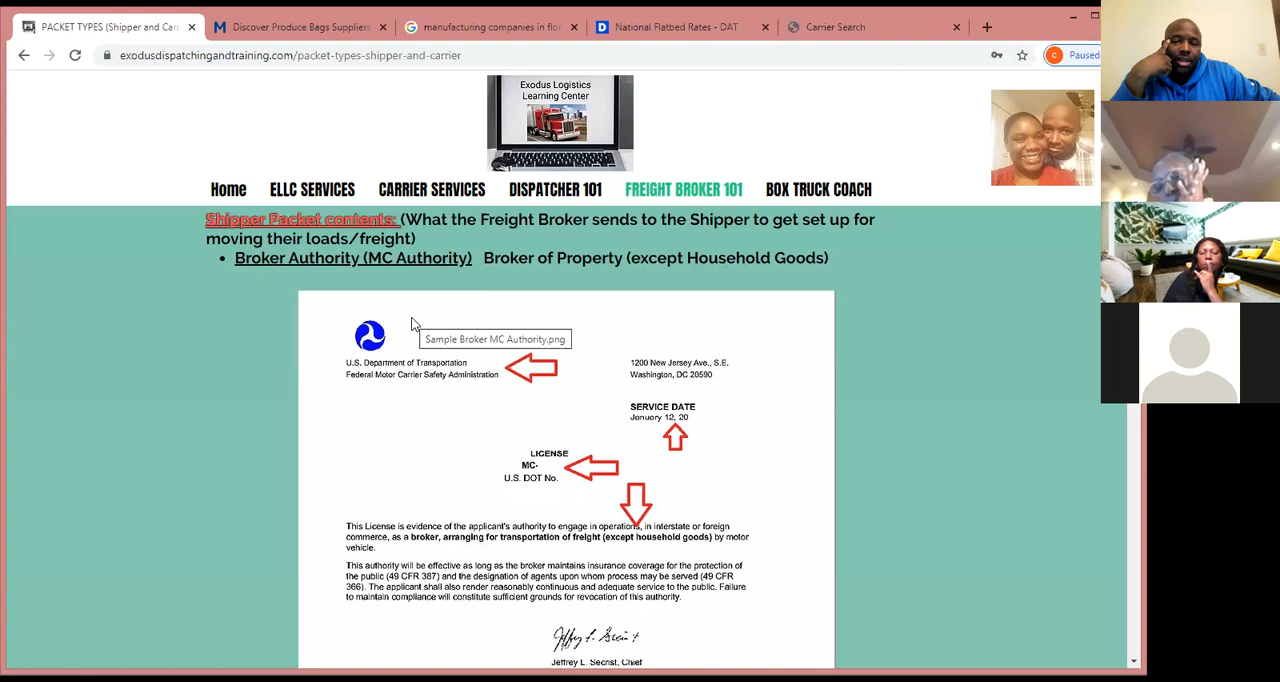 PACKET TYPES (Shipper and Carr
Discover Produce Bags Suppliers
manufacturing companies in flor
National Flatbed Rates - DAT
Carrier Search
exodusdispatchingandtraining.com/packet-types-shipper-and-carrier
C
Paused
Exodus Logistics
Learning Center
Home ELLC SERVICES CARRIER SERVICES DISPATCHER 101 FREIGHT BROKER 101 BOX TRUCK COACH
Shipper Packet contents: (What the Freight Broker sends to the Shipper to get set up for
moving their loads/freight)
• Broker Authority (MC Authority) Broker of Property (except Household Goods)
Sample Broker MC Authority.png
U.S. Department of Transportation
Federal Motor Carrier Safety Administration
1200 New Jersey Ave., S.E.
Washington, DC 20590
SERVICE DATE
January 12, 20
LICENSE
MC-
U.S. DOT No.
This License is evidence of the applicant's authority to engage in operations, in interstate or foreign
commerce, as a broker, arranging for transportation of freight (except household goods) by motor
vehicle.
This authority will be effective as long as the broker maintains insurance coverage for the protection of
the public (49 CFR 387) and the designation of agents upon whom process may be served (49 CFR
366). The applicant shall also render reasonably continuous and adequate service to the public. Failure
to maintain compliance will constitute sufficient grounds for revocation of this authority.
Jeffrey L. Secrist, Chief